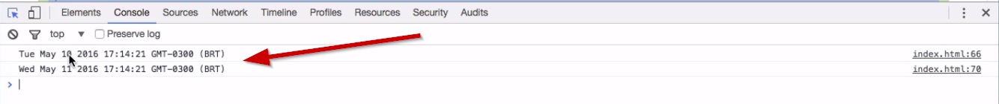 Elements Console Sources Network Timeline Profiles Resources Security Audits
top Preserve log
Tue May 10 2016 17:14:21 GMT-0300 (BRT) index.html:66
Wed May 11 2016 17:14:21 GMT-0300 (BRT) index.html:70